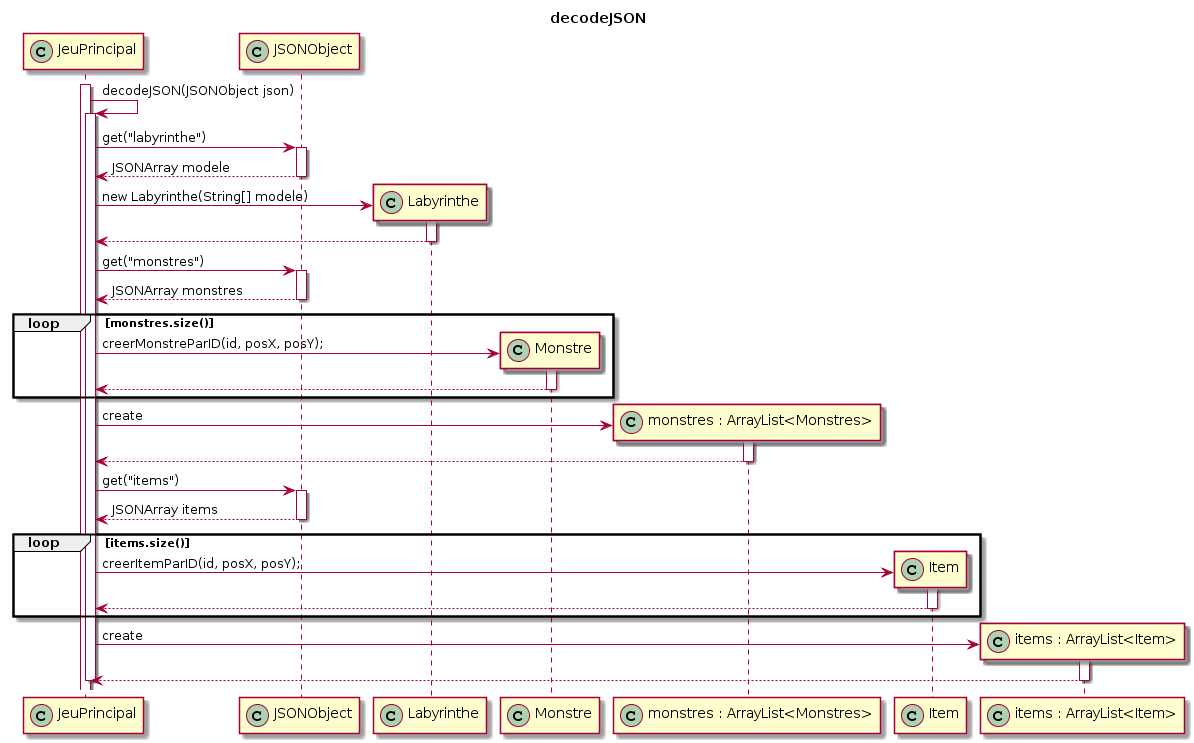 decodeJSON
C JeuPrincipal
C JSONObject
decodeJSON(JSONObject json)
get("labyrinthe")
JSONArray modele
new Labyrinthe(String[] modele)
C Labyrinthe
get("monstres")
JSONArray monstres
loop [monstres.size()]
creerMonstreParID(id, posX, posY);
C Monstre
create
C monstres : ArrayList<Monstres>
get("items")
JSONArray items
loop [items.size()]
creerItemParID(id, posX, posY);
C Item
create
C items : ArrayList<Item>
C JeuPrincipal
C JSONObject
C Labyrinthe
C Monstre
C monstres : ArrayList<Monstres>
C Item
C items : ArrayList<Item>